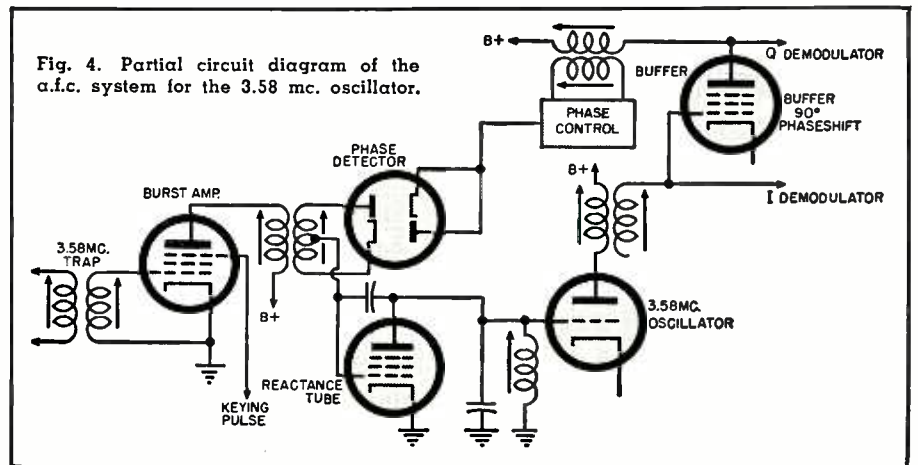 Fig. 4. Partial circuit diagram of the
a.f.c. system for the 3.58 mc. oscillator.
B+
Q DEMODULATOR
BUFFER
BUFFER
90°
PHASESHIFT
PHASE
CONTROL
PHASE
DETECTOR
BURST AMP.
B+
I DEMODULATOR
3.58MC.
TRAP
B+
3.58MC.
OSCILLATOR
REACTANCE
TUBE
KEYING
PULSE